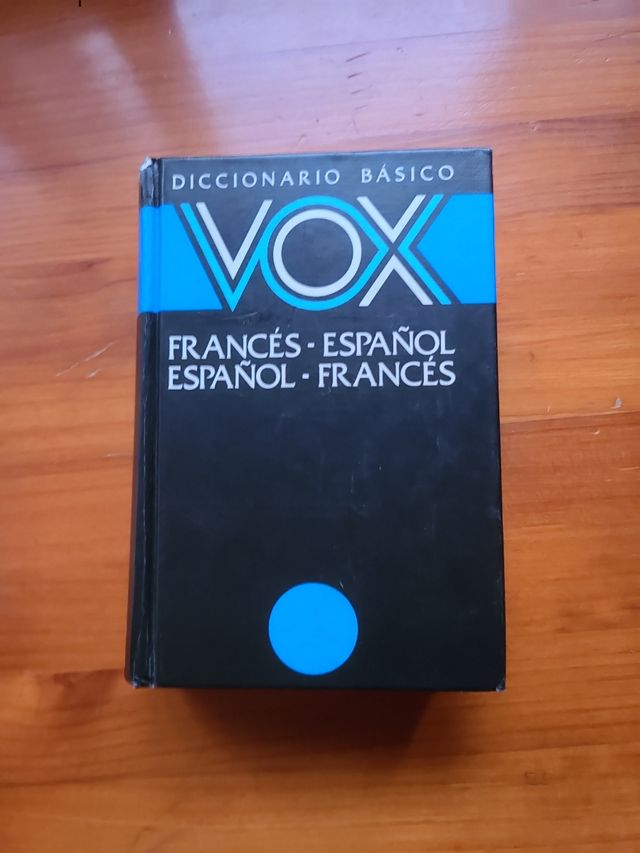 DICCIONARIO BÁSICO
VOX
FRANCÉS - ESPAÑOL
ESPAÑOL - FRANCÉS